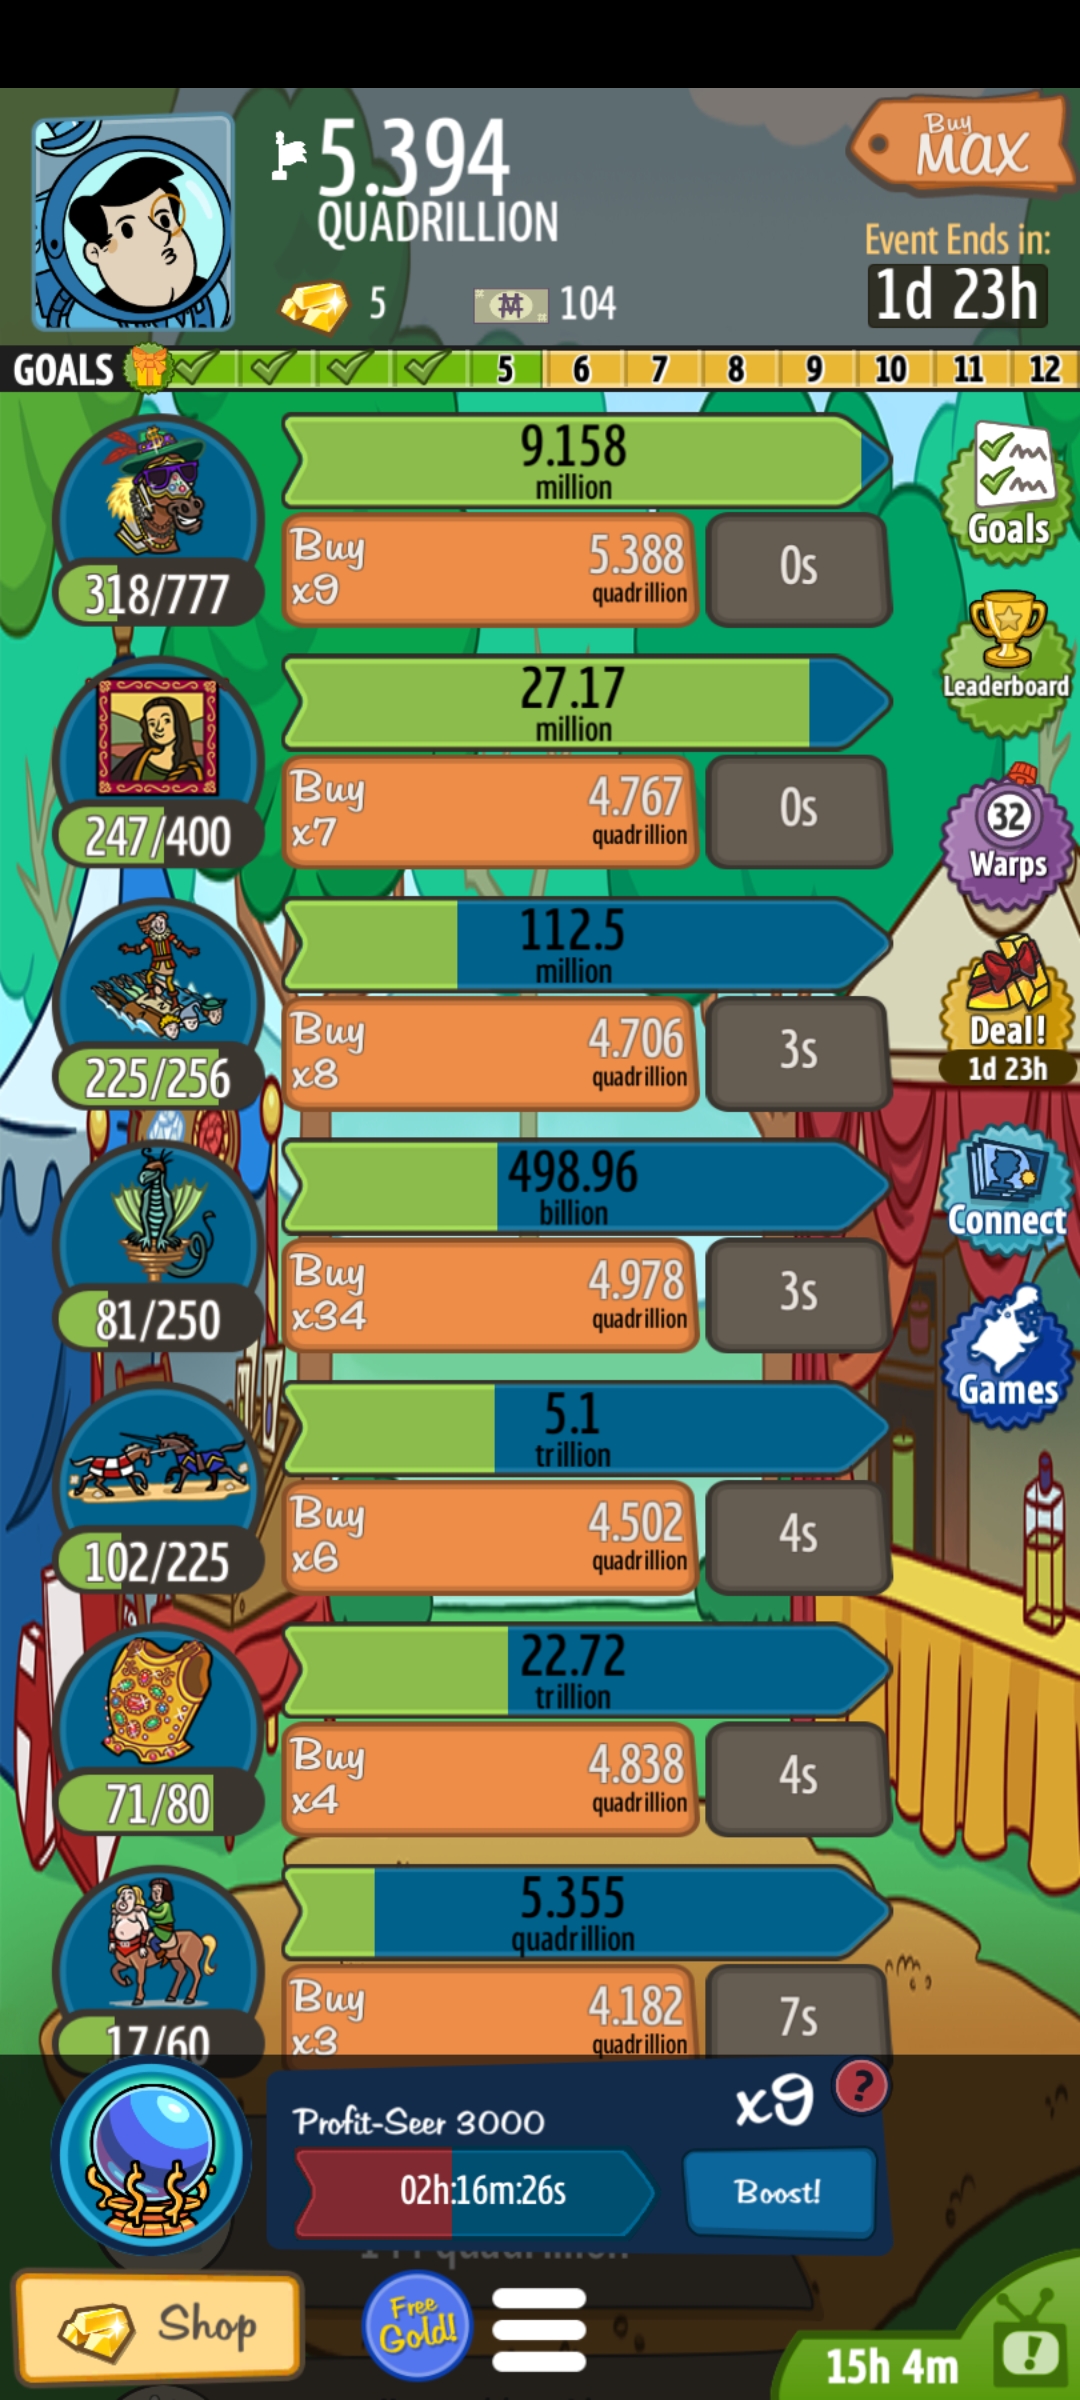 5.394
QUADRILLION
Buy
MAX
Event Ends in:
1d 23h
5
104
GOALS 5 6 7 8 9 10 11 12
9.158
million
Buy
x9
5.388
quadrillion
0s
318/777
Goals
27.17
million
Buy
x7
4.767
quadrillion
0s
247/400
Leaderboard
112.5
million
Buy
x8
4.706
quadrillion
3s
225/256
32
Warps
Deal!
1d 23h
498.96
billion
Buy
x34
4.978
quadrillion
3s
81/250
Connect
Games
5.1
trillion
Buy
x6
4.502
quadrillion
4s
102/225
22.72
trillion
Buy
x4
4.838
quadrillion
4s
71/80
5.355
quadrillion
Buy
x3
4.182
quadrillion
7s
17/60
Profit-Seer 3000
x9
?
02h:16m:26s
Boost!
Shop
Free
Gold!
15h 4m
!